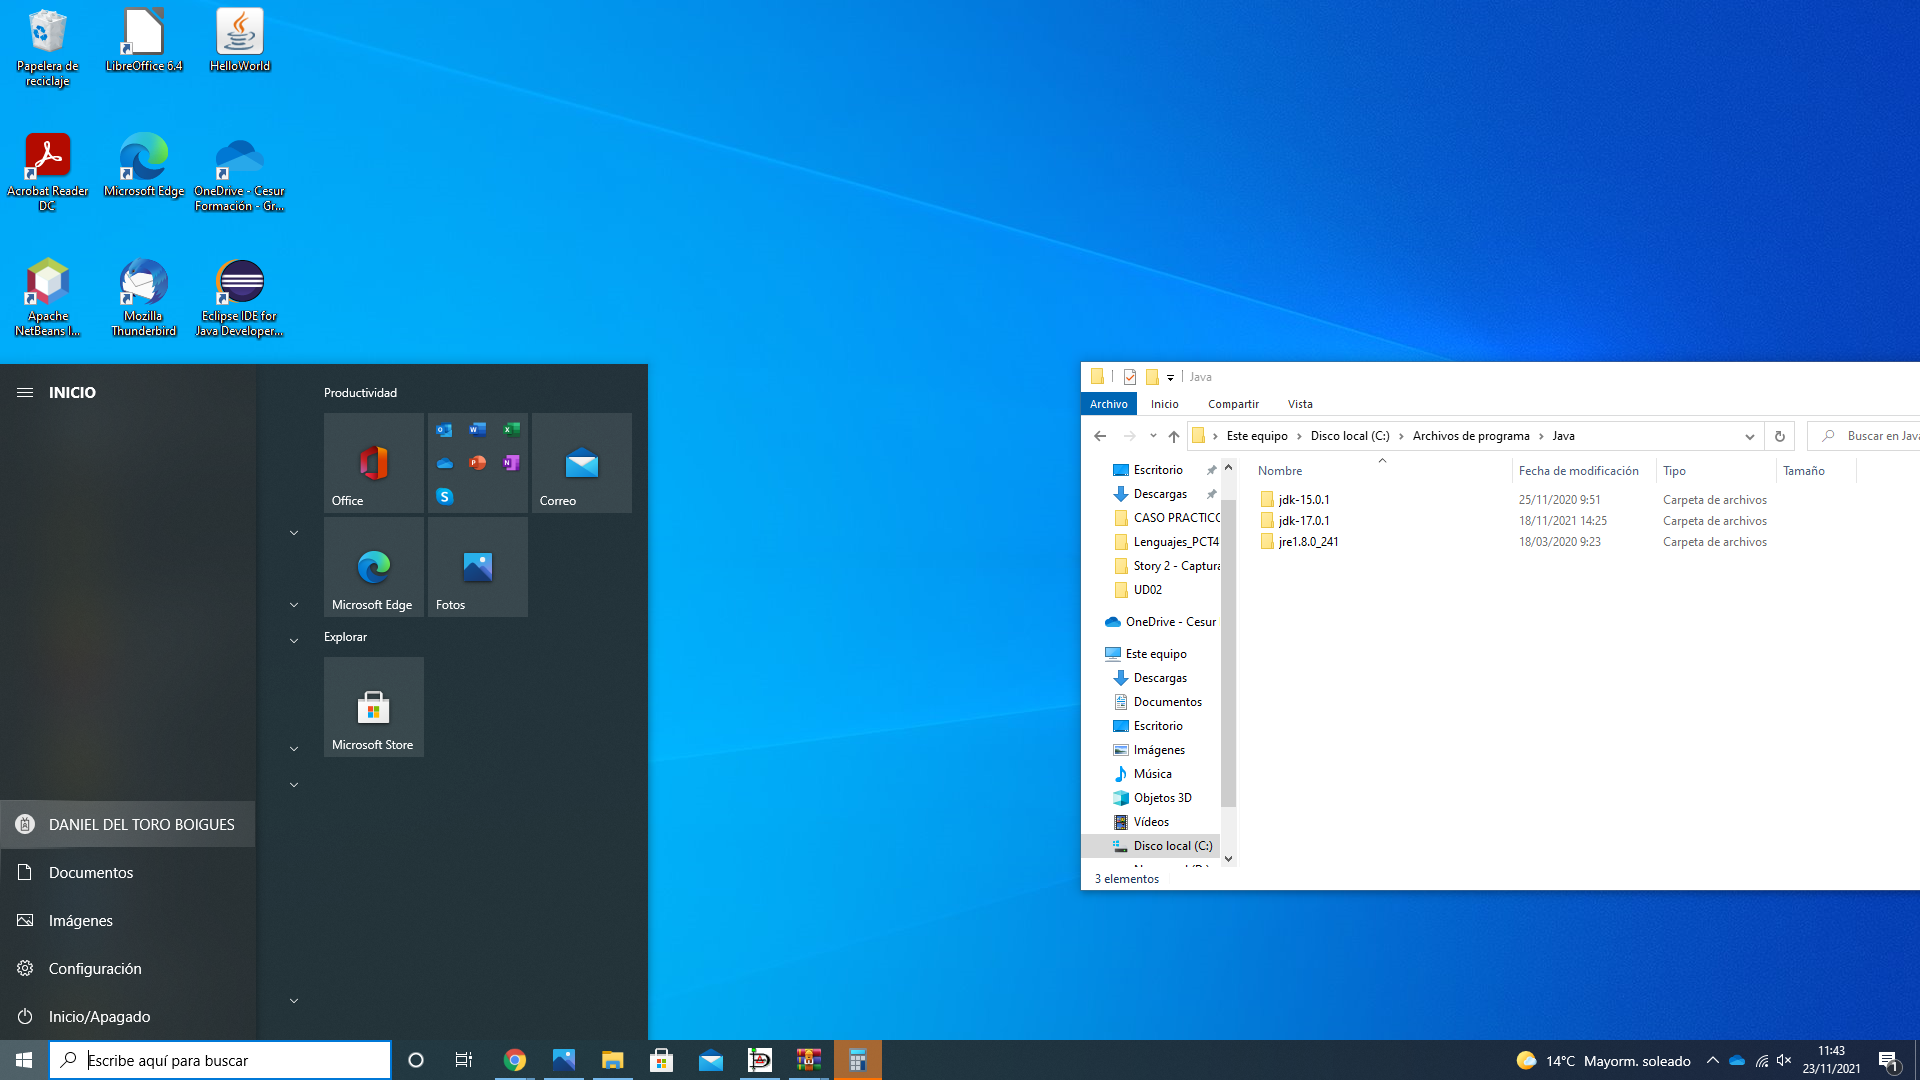 Papelera de
reciclaje
LibreOffice 6.4
HelloWorld
Acrobat Reader
DC
Microsoft Edge
OneDrive - Cesur
Formación - Gr...
Apache
NetBeans I...
Mozilla
Thunderbird
Eclipse IDE for
Java Developer...
INICIO
DANIEL DEL TORO BOIGUES
Documentos
Imágenes
Configuración
Inicio/Apagado
Productividad
Office
Correo
Microsoft Edge
Fotos
Explorar
Microsoft Store
Java
Archivo
Inicio
Compartir
Vista
Este equipo
Disco local (C:)
Archivos de programa
Java
Buscar en Java
Escritorio
Descargas
CASO PRACTICO
Lenguajes_PCT4
Story 2 - Captura
UD02
OneDrive - Cesur
Este equipo
Descargas
Documentos
Escritorio
Imágenes
Música
Objetos 3D
Vídeos
Disco local (C:)
Nombre
Fecha de modificación
Tipo
Tamaño
jdk-15.0.1
25/11/2020 9:51
Carpeta de archivos
jdk-17.0.1
18/11/2021 14:25
Carpeta de archivos
jre1.8.0_241
18/03/2020 9:23
Carpeta de archivos
3 elementos
Escribe aquí para buscar
14°C Mayorm. soleado
11:43
23/11/2021
1